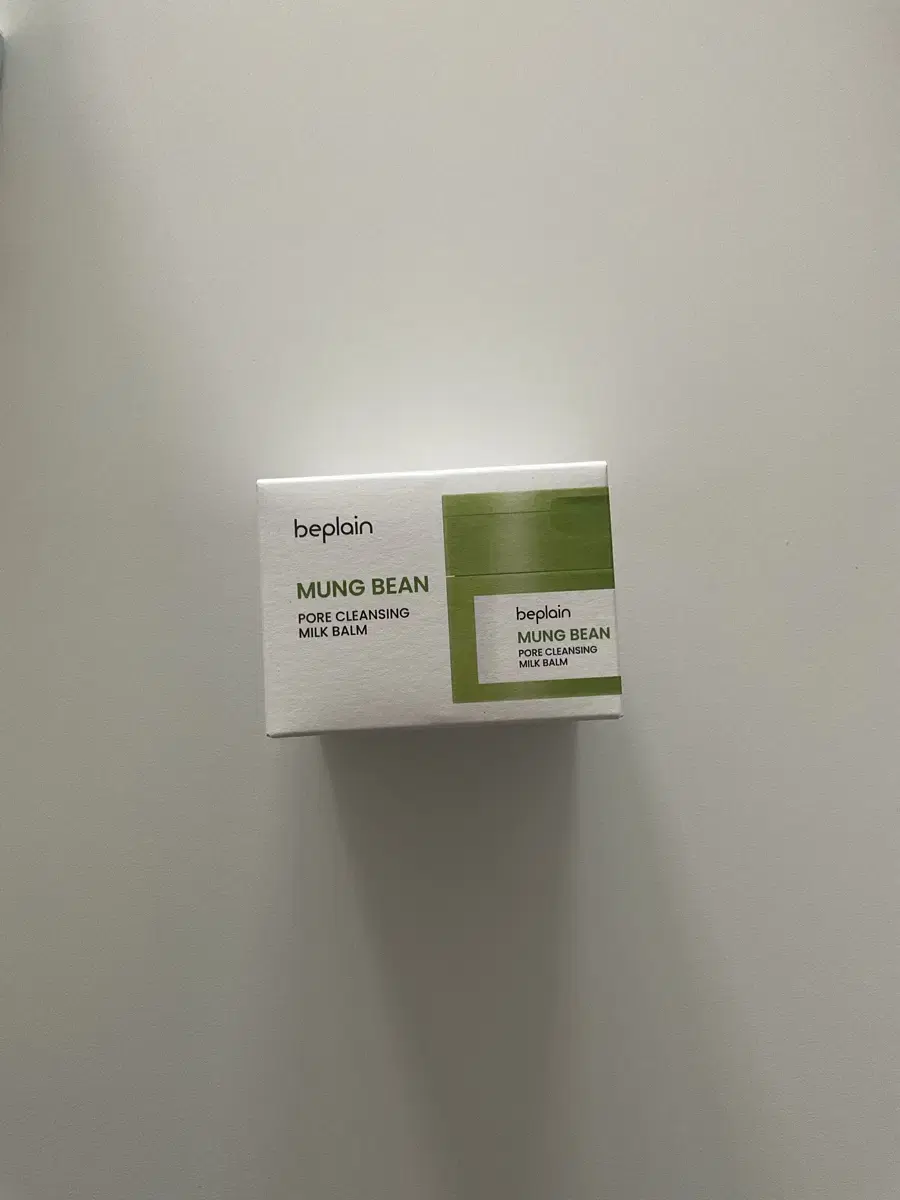 beplain
MUNG BEAN
PORE CLEANSING
MILK BALM
beplain
MUNG BEAN
PORE CLEANSING
MILK BALM